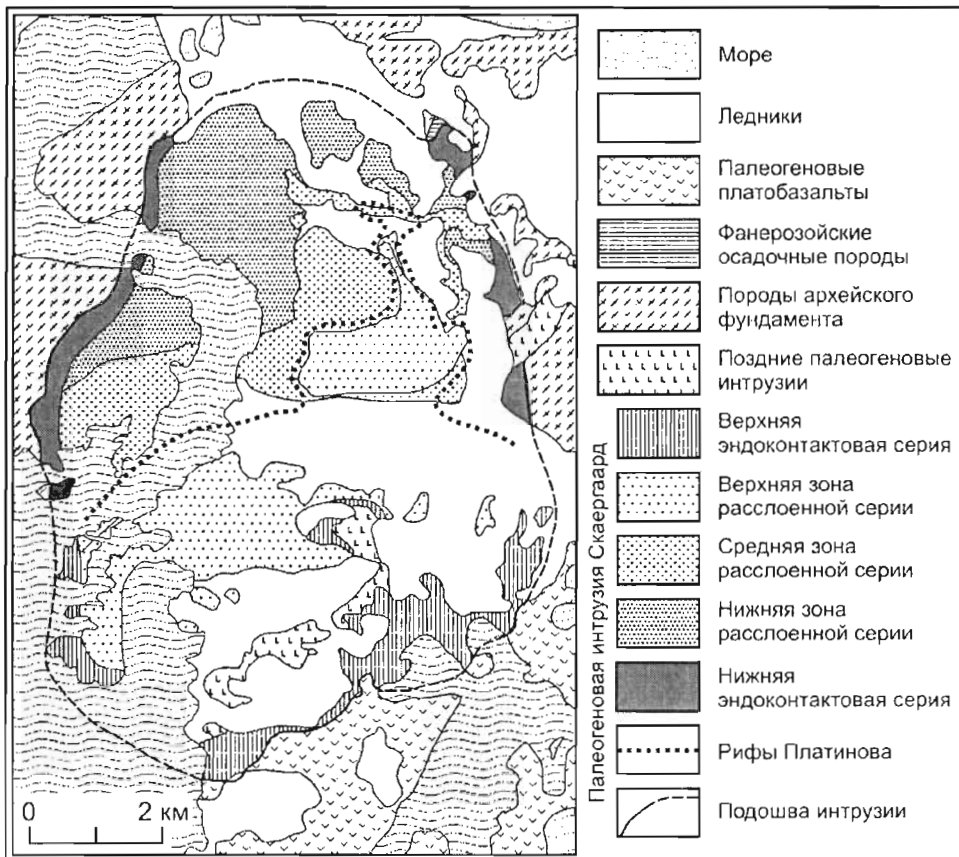 Море
Ледники
Палеогеновые
платобазальты
Фанерозойские
осадочные породы
Породы архейского
фундамента
Поздние палеогеновые
интрузии
Палеогеновая интрузия Скаергаард
Верхняя
эндоконтактовая серия
Верхняя зона
расслоенной серии
Средняя зона
расслоенной серии
Нижняя зона
расслоенной серии
Нижняя
эндоконтактовая серия
Рифы Платинова
Подошва интрузии
0 2 км